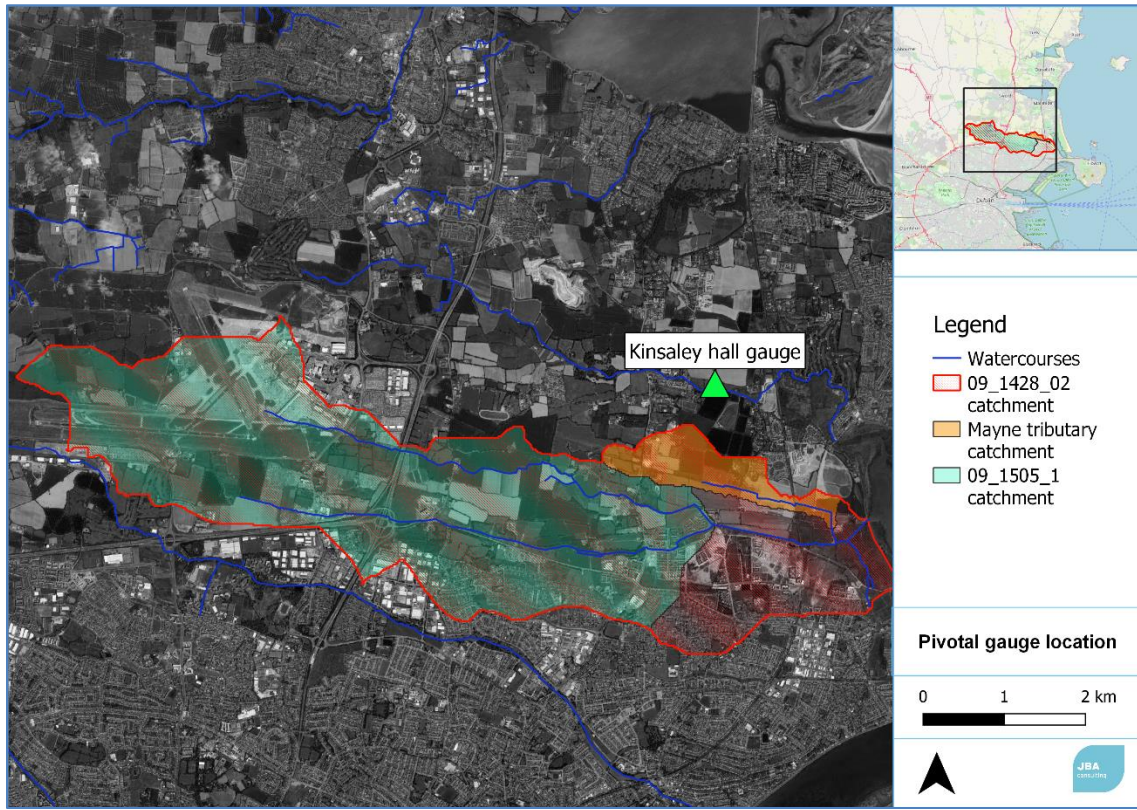 Kinsaley hall gauge
Legend
Watercourses
09_1428_02
catchment
Mayne tributary
catchment
09_1505_1
catchment
Pivotal gauge location
0 1 2 km
JBA
consulting